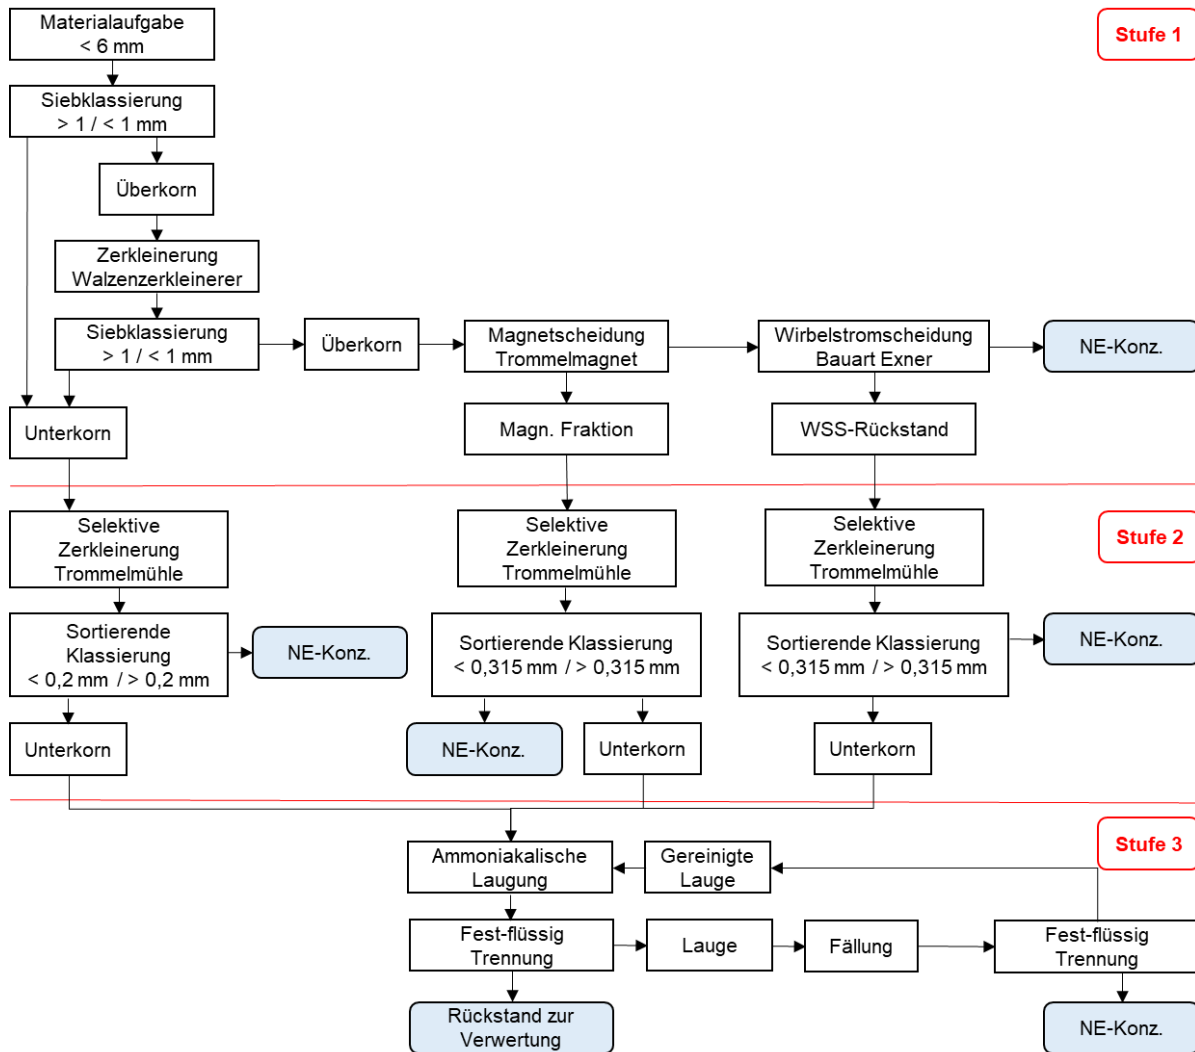 Materialaufgabe
< 6 mm
Stufe 1
Siebklassierung
> 1 / < 1 mm
Überkorn
Zerkleinerung
Walzenzerkleinerer
Siebklassierung
> 1 / < 1 mm
Überkorn
Magnetscheidung
Trommelmagnet
Wirbelstromscheidung
Bauart Exner
NE-Konz.
Unterkorn
Magn. Fraktion
WSS-Rückstand
Selektive
Zerkleinerung
Trommelmühle
Selektive
Zerkleinerung
Trommelmühle
Selektive
Zerkleinerung
Trommelmühle
Stufe 2
Sortierende
Klassierung
< 0,2 mm / > 0,2 mm
NE-Konz.
Sortierende Klassierung
< 0,315 mm / > 0,315 mm
Sortierende Klassierung
< 0,315 mm / > 0,315 mm
NE-Konz.
Unterkorn
NE-Konz.
Unterkorn
Unterkorn
Stufe 3
Ammoniakalische
Laugung
Gereinigte
Lauge
Fest-flüssig
Trennung
Lauge
Fällung
Fest-flüssig
Trennung
Rückstand zur
Verwertung
NE-Konz.